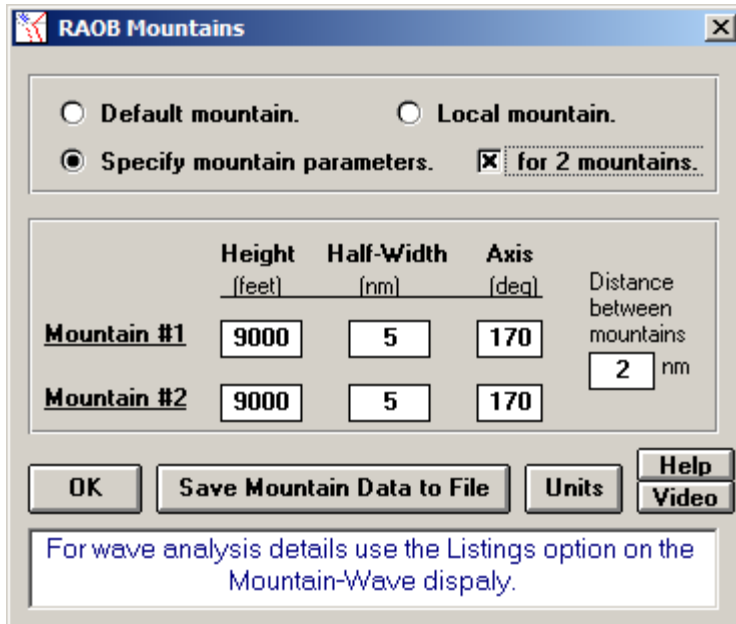 RAOB Mountains
Default mountain. Local mountain.
Specify mountain parameters. for 2 mountains.
Height Half-Width Axis
(feet) (nm) (deg)
Distance between mountains
Mountain #1 9000 5 170
2 nm
Mountain #2 9000 5 170
OK Save Mountain Data to File Units Help
Video
For wave analysis details use the Listings option on the
Mountain-Wave dispaly.